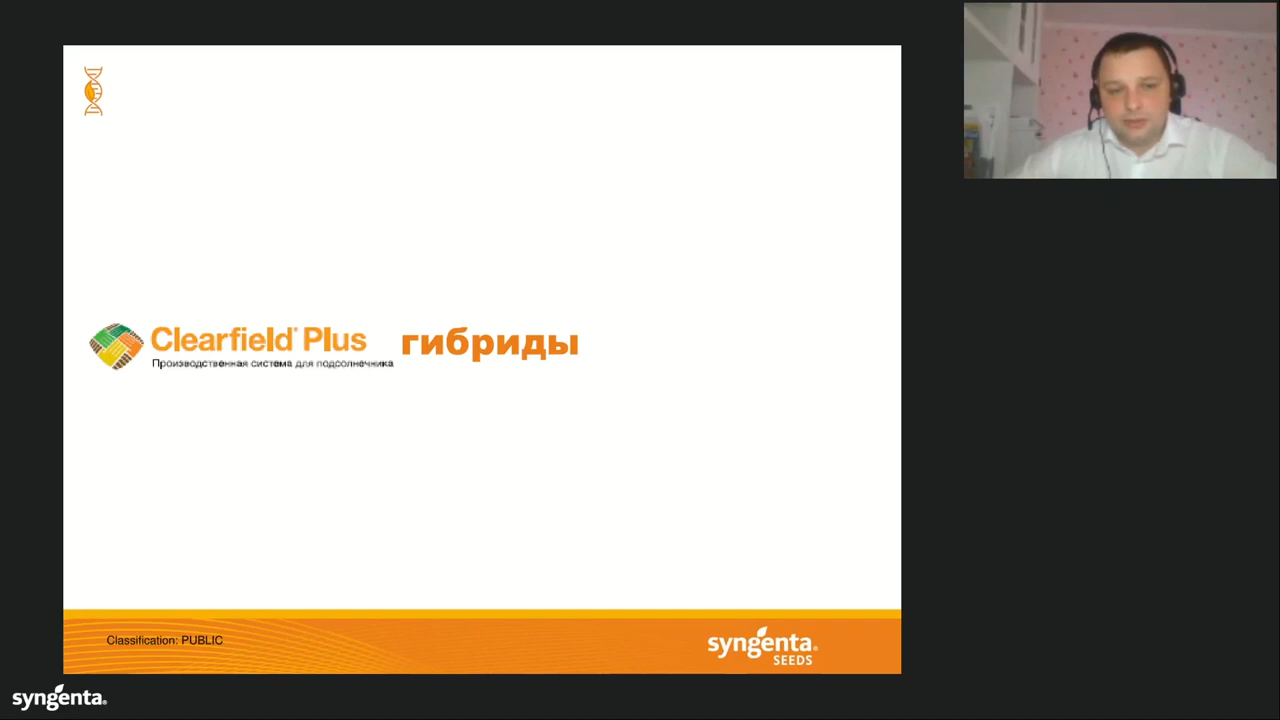 Clearfield® Plus гибриды
Производственная система для подсолнечника
Classification: PUBLIC
syngenta®
SEEDS
syngenta®